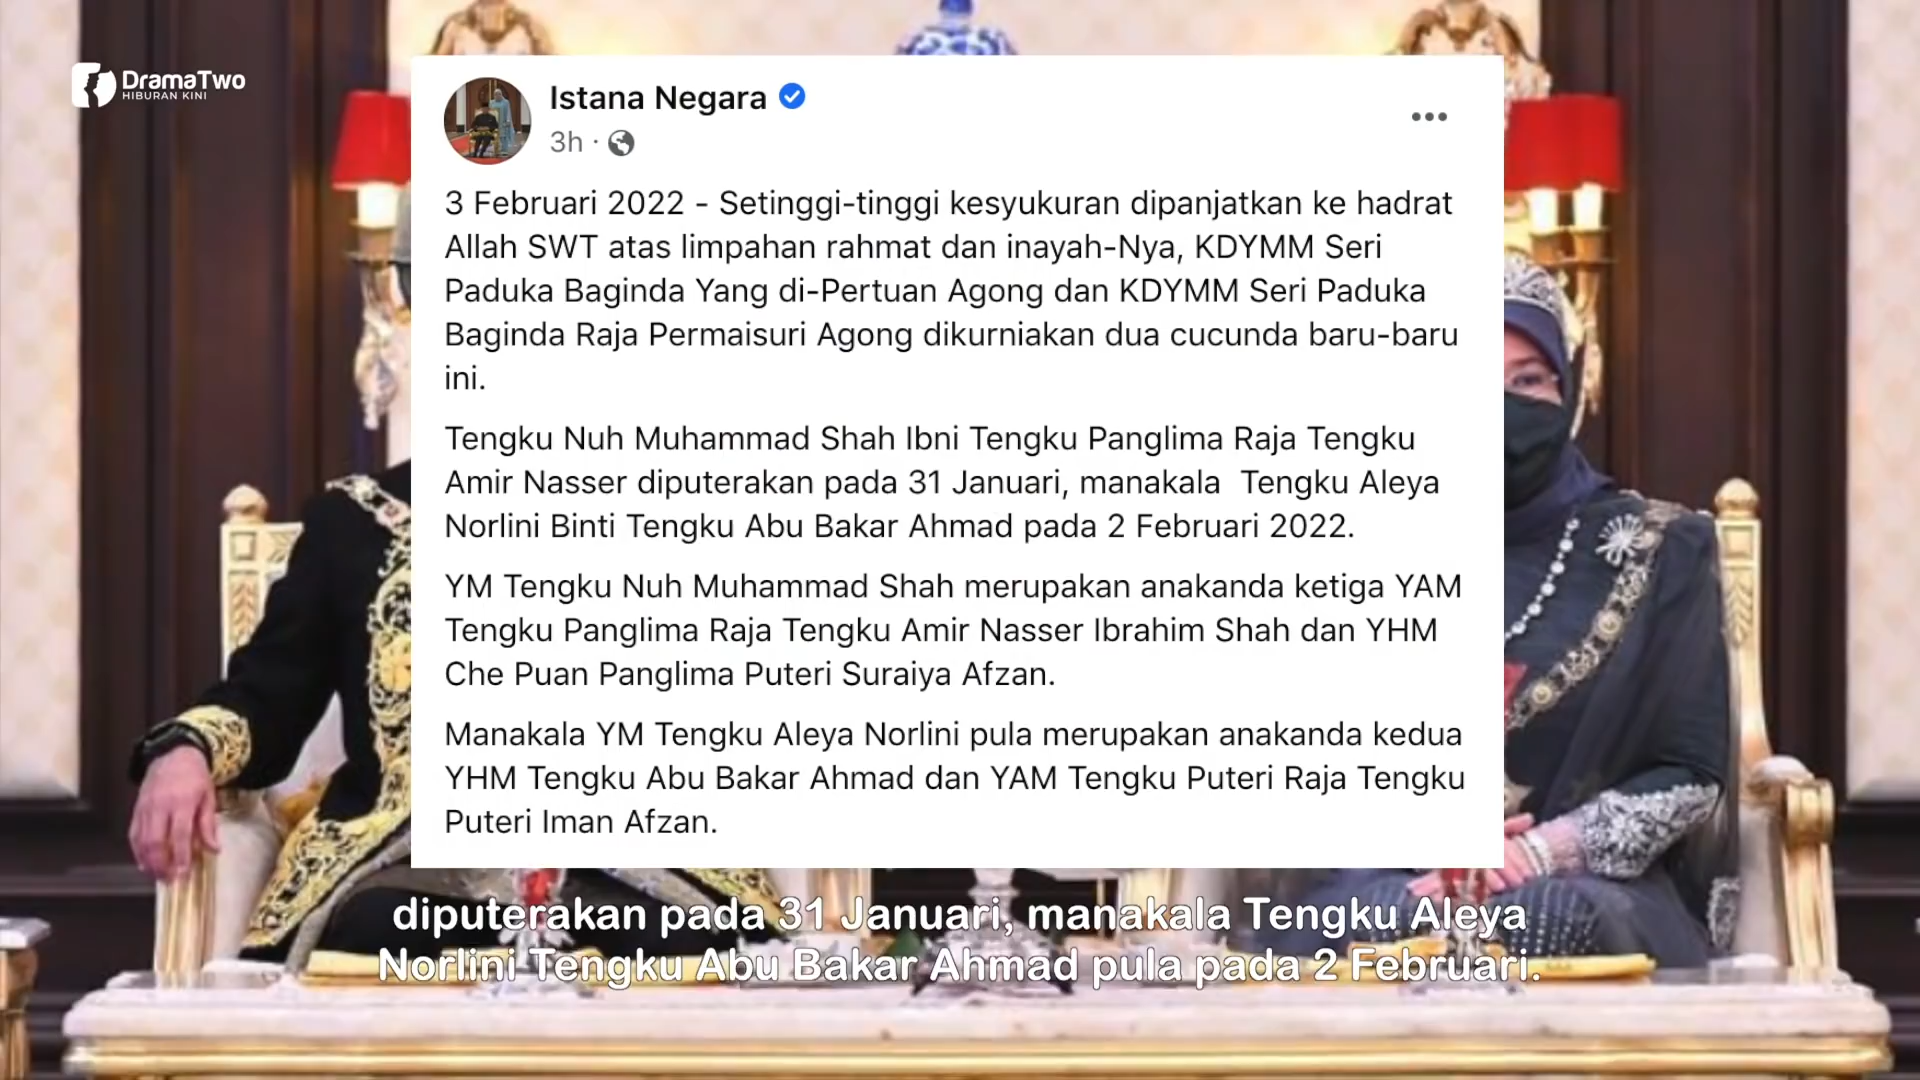 DramaTwo
HIBURAN KINI
Istana Negara
3h ·
3 Februari 2022 - Setinggi-tinggi kesyukuran dipanjatkan ke hadrat
Allah SWT atas limpahan rahmat dan inayah-Nya, KDYMM Seri
Paduka Baginda Yang di-Pertuan Agong dan KDYMM Seri Paduka
Baginda Raja Permaisuri Agong dikurniakan dua cucunda baru-baru
ini.
Tengku Nuh Muhammad Shah Ibni Tengku Panglima Raja Tengku
Amir Nasser diputerakan pada 31 Januari, manakala  Tengku Aleya
Norlini Binti Tengku Abu Bakar Ahmad pada 2 Februari 2022.
YM Tengku Nuh Muhammad Shah merupakan anakanda ketiga YAM
Tengku Panglima Raja Tengku Amir Nasser Ibrahim Shah dan YHM
Che Puan Panglima Puteri Suraiya Afzan.
Manakala YM Tengku Aleya Norlini pula merupakan anakanda kedua
YHM Tengku Abu Bakar Ahmad dan YAM Tengku Puteri Raja Tengku
Puteri Iman Afzan.
diputerakan pada 31 Januari, manakala Tengku Aleya
Norlini Tengku Abu Bakar Ahmad pula pada 2 Februari.